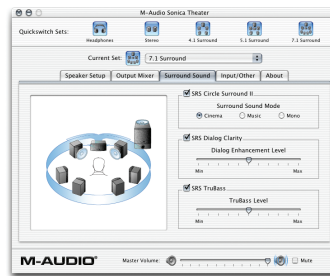 M-Audio Sonica Theater
Quickswitch Sets:
Headphones
Stereo
4.1 Surround
5.1 Surround
7.1 Surround
Current Set:
7.1 Surround
Speaker Setup
Output Mixer
Surround Sound
Input/Other
About
SRS Circle Surround II
Surround Sound Mode
Cinema
Music
Mono
SRS Dialog Clarity
Dialog Enhancement Level
Min
Max
SRS TruBass
TruBass Level
Min
Max
M-AUDIO®
Master Volume:
Mute